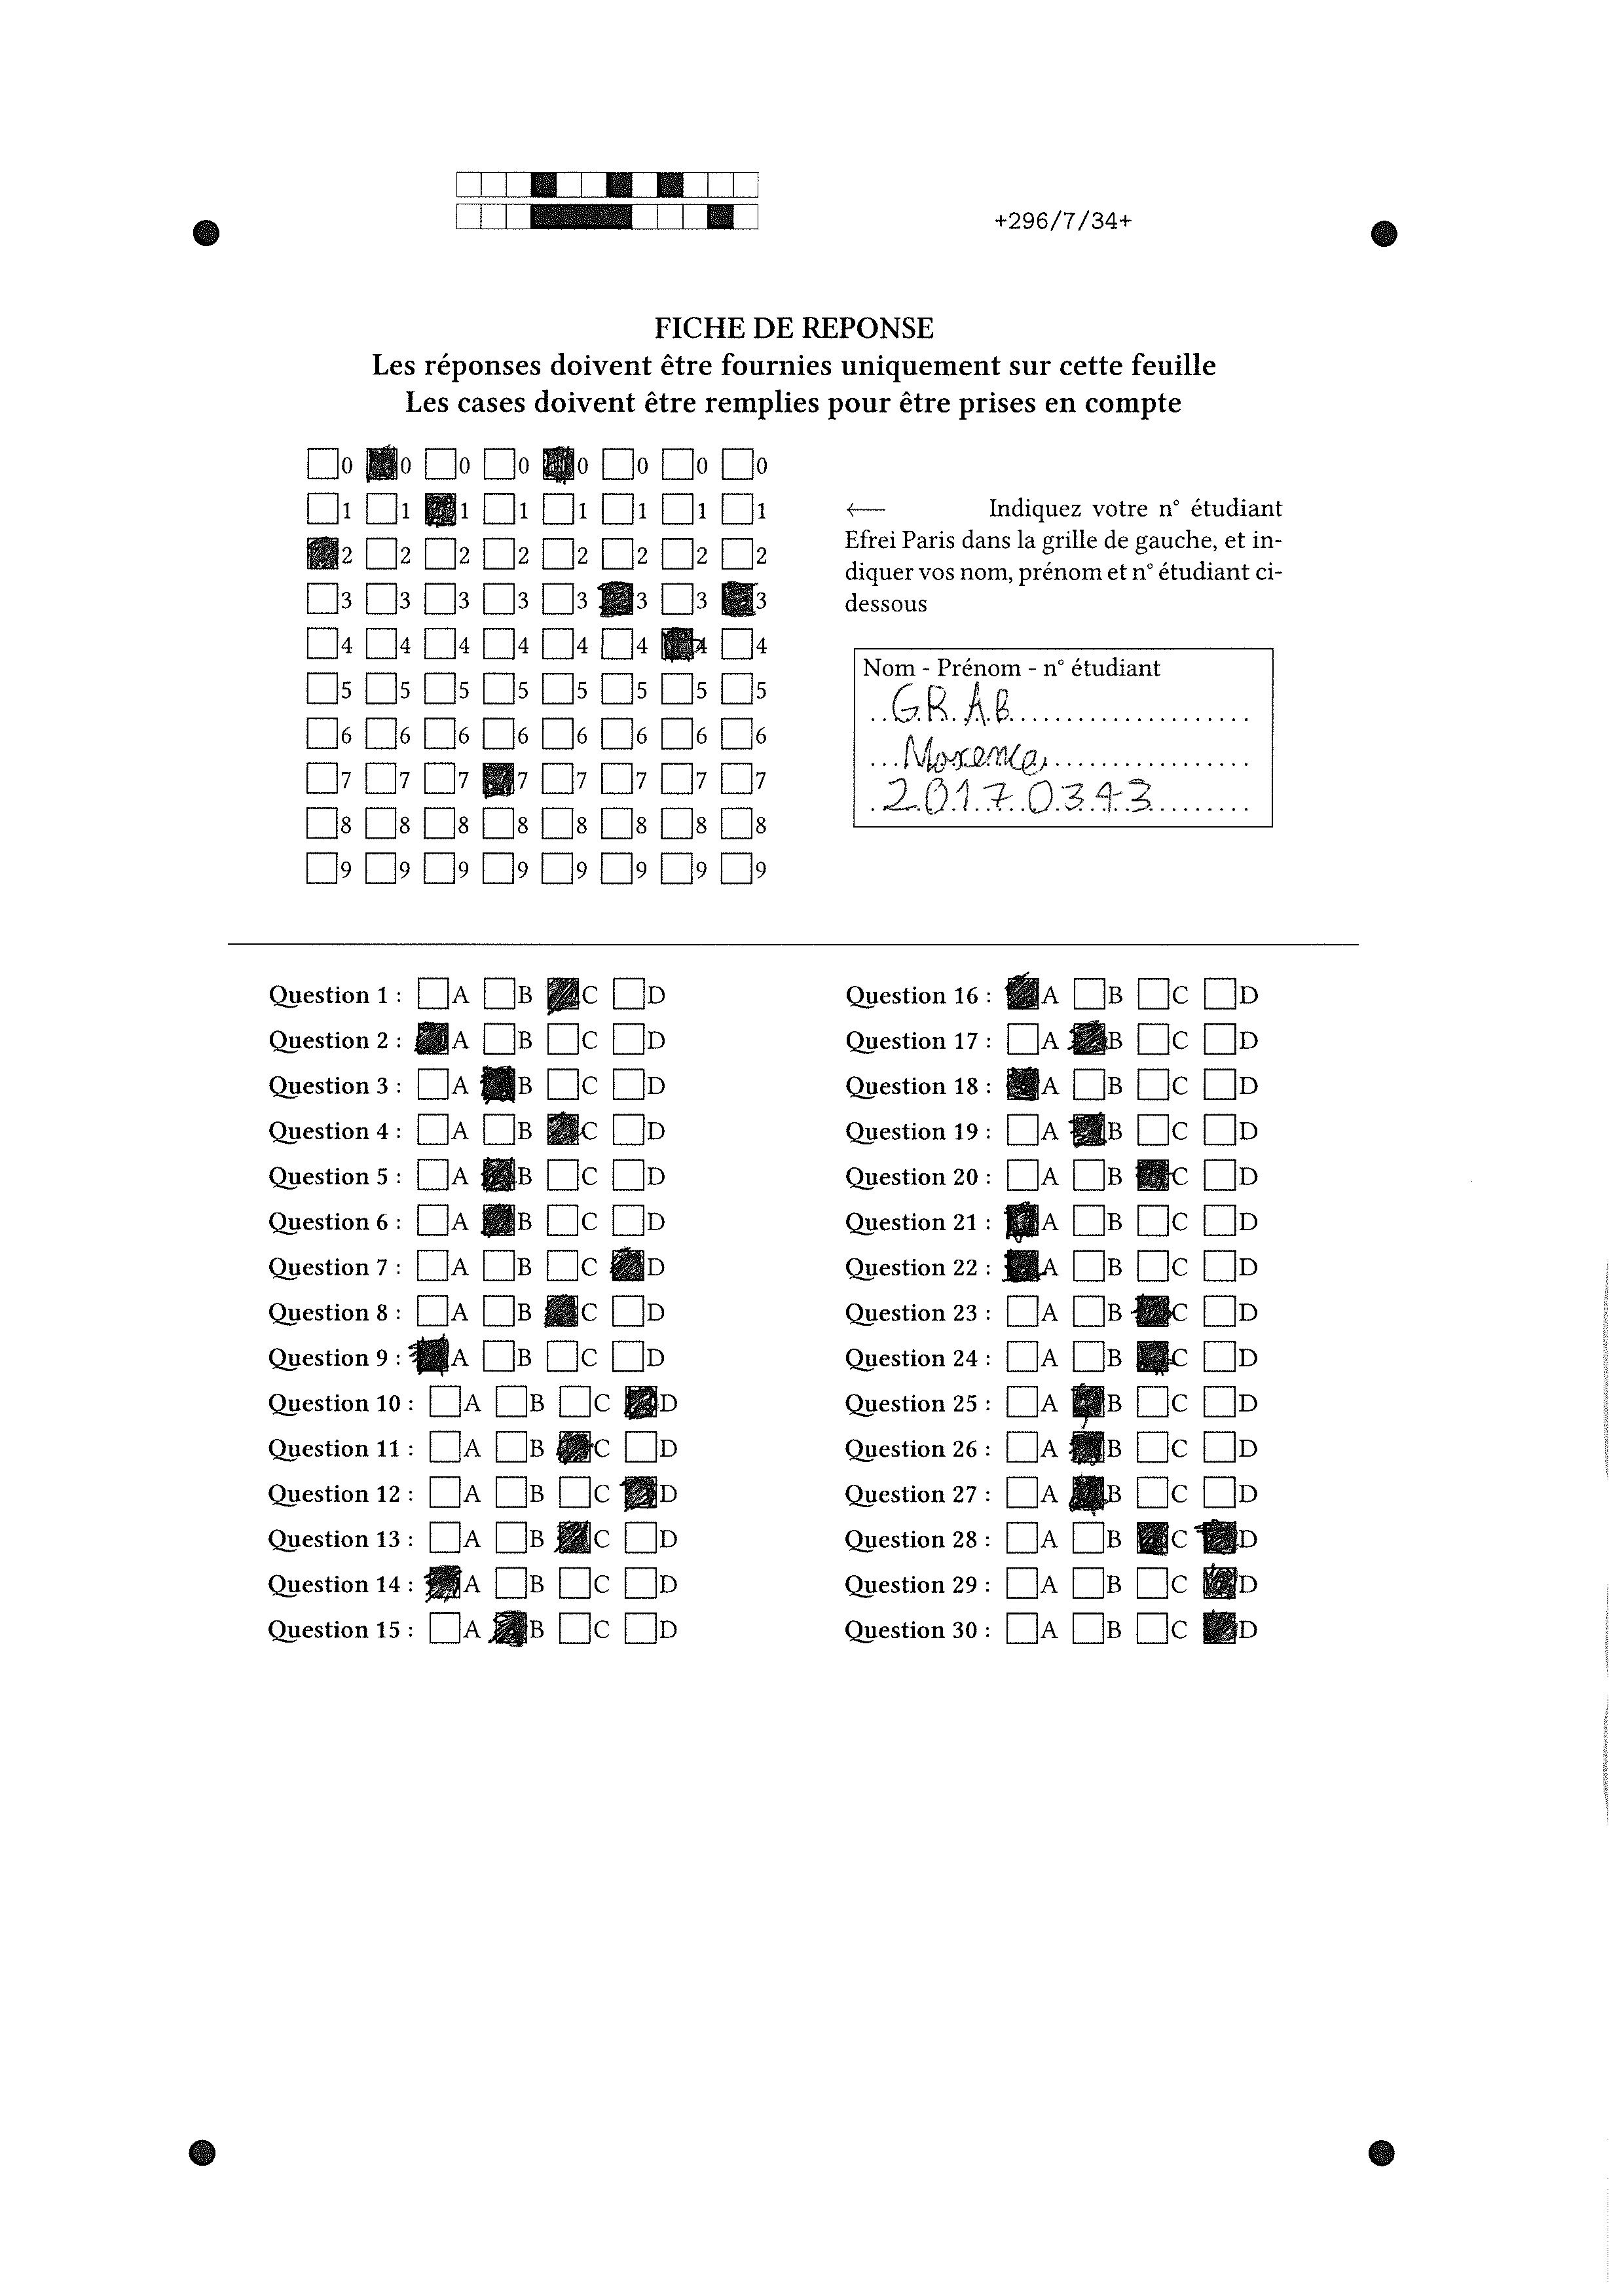 +296/7/34+
FICHE DE REPONSE
Les réponses doivent être fournies uniquement sur cette feuille
Les cases doivent être remplies pour être prises en compte
0 0 0 0 0 0 0 0
1 1 1 1 1 1 1 1
2 2 2 2 2 2 2 2
3 3 3 3 3 3 3 3
4 4 4 4 4 4 4 4
5 5 5 5 5 5 5 5
6 6 6 6 6 6 6 6
7 7 7 7 7 7 7 7
8 8 8 8 8 8 8 8
9 9 9 9 9 9 9 9
← Indiquez votre n° étudiant
Efrei Paris dans la grille de gauche, et in-
diquer vos nom, prénom et n° étudiant ci-
dessous
Nom - Prénom - n° étudiant
GRAB
Maxence
20170343
Question 1 : A B C D
Question 2 : A B C D
Question 3 : A B C D
Question 4 : A B C D
Question 5 : A B C D
Question 6 : A B C D
Question 7 : A B C D
Question 8 : A B C D
Question 9 : A B C D
Question 10 : A B C D
Question 11 : A B C D
Question 12 : A B C D
Question 13 : A B C D
Question 14 : A B C D
Question 15 : A B C D
Question 16 : A B C D
Question 17 : A B C D
Question 18 : A B C D
Question 19 : A B C D
Question 20 : A B C D
Question 21 : A B C D
Question 22 : A B C D
Question 23 : A B C D
Question 24 : A B C D
Question 25 : A B C D
Question 26 : A B C D
Question 27 : A B C D
Question 28 : A B C D
Question 29 : A B C D
Question 30 : A B C D